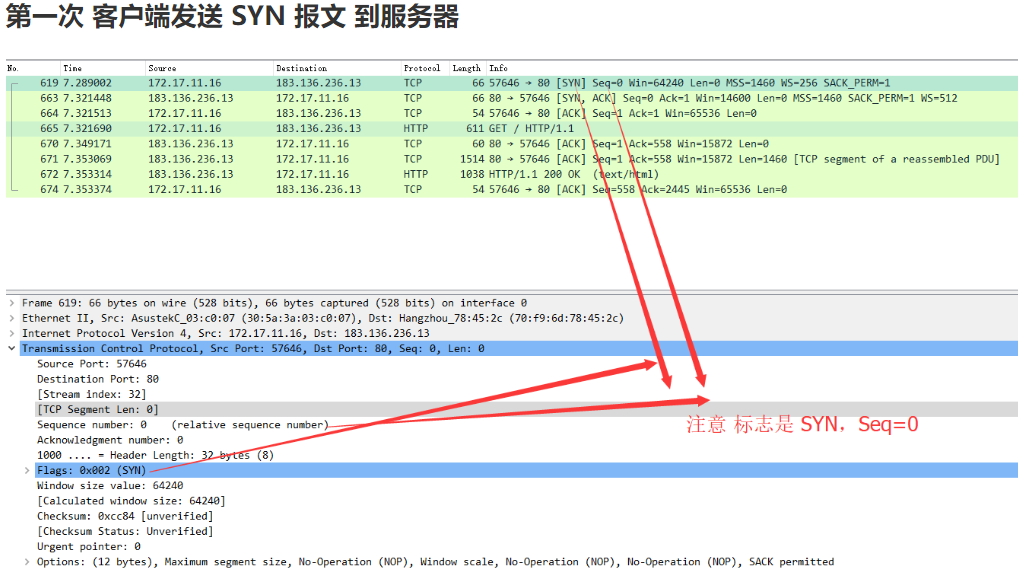 第一次 客户端发送 SYN 报文 到服务器
No. Time Source Destination Protocol Length Info
619 7.289002 172.17.11.16 183.136.236.13 TCP 66 57646 → 80 [SYN] Seq=0 Win=64240 Len=0 MSS=1460 WS=256 SACK_PERM=1
663 7.321448 183.136.236.13 172.17.11.16 TCP 66 80 → 57646 [SYN, ACK] Seq=0 Ack=1 Win=14600 Len=0 MSS=1460 SACK_PERM=1 WS=512
664 7.321513 172.17.11.16 183.136.236.13 TCP 54 57646 → 80 [ACK] Seq=1 Ack=1 Win=65536 Len=0
665 7.321690 172.17.11.16 183.136.236.13 HTTP 611 GET / HTTP/1.1
670 7.349171 183.136.236.13 172.17.11.16 TCP 60 80 → 57646 [ACK] Seq=1 Ack=558 Win=15872 Len=0
671 7.353069 183.136.236.13 172.17.11.16 TCP 1514 80 → 57646 [ACK] Seq=1 Ack=558 Win=15872 Len=1460 [TCP segment of a reassembled PDU]
672 7.353314 183.136.236.13 172.17.11.16 HTTP 1038 HTTP/1.1 200 OK (text/html)
674 7.353374 172.17.11.16 183.136.236.13 TCP 54 57646 → 80 [ACK] Seq=558 Ack=2445 Win=65536 Len=0
Frame 619: 66 bytes on wire (528 bits), 66 bytes captured (528 bits) on interface 0
Ethernet II, Src: AsustekC_03:c0:07 (30:5a:3a:03:c0:07), Dst: Hangzhou_78:45:2c (70:f9:6d:78:45:2c)
Internet Protocol Version 4, Src: 172.17.11.16, Dst: 183.136.236.13
Transmission Control Protocol, Src Port: 57646, Dst Port: 80, Seq: 0, Len: 0
Source Port: 57646
Destination Port: 80
[Stream index: 32]
[TCP Segment Len: 0]
Sequence number: 0 (relative sequence number)
注意 标志是 SYN，Seq=0
Acknowledgment number: 0
1000 .... = Header Length: 32 bytes (8)
Flags: 0x002 (SYN)
Window size value: 64240
[Calculated window size: 64240]
Checksum: 0xcc84 [unverified]
[Checksum Status: Unverified]
Urgent pointer: 0
Options: (12 bytes), Maximum segment size, No-Operation (NOP), Window scale, No-Operation (NOP), No-Operation (NOP), SACK permitted